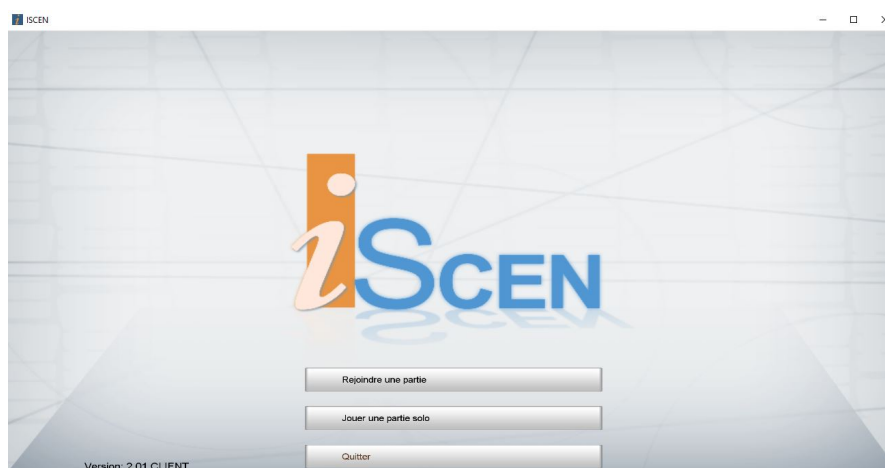 ISCEN
iSCEN
Rejoindre une partie
Jouer une partie solo
Quitter
Version: 2.01 CLIENT